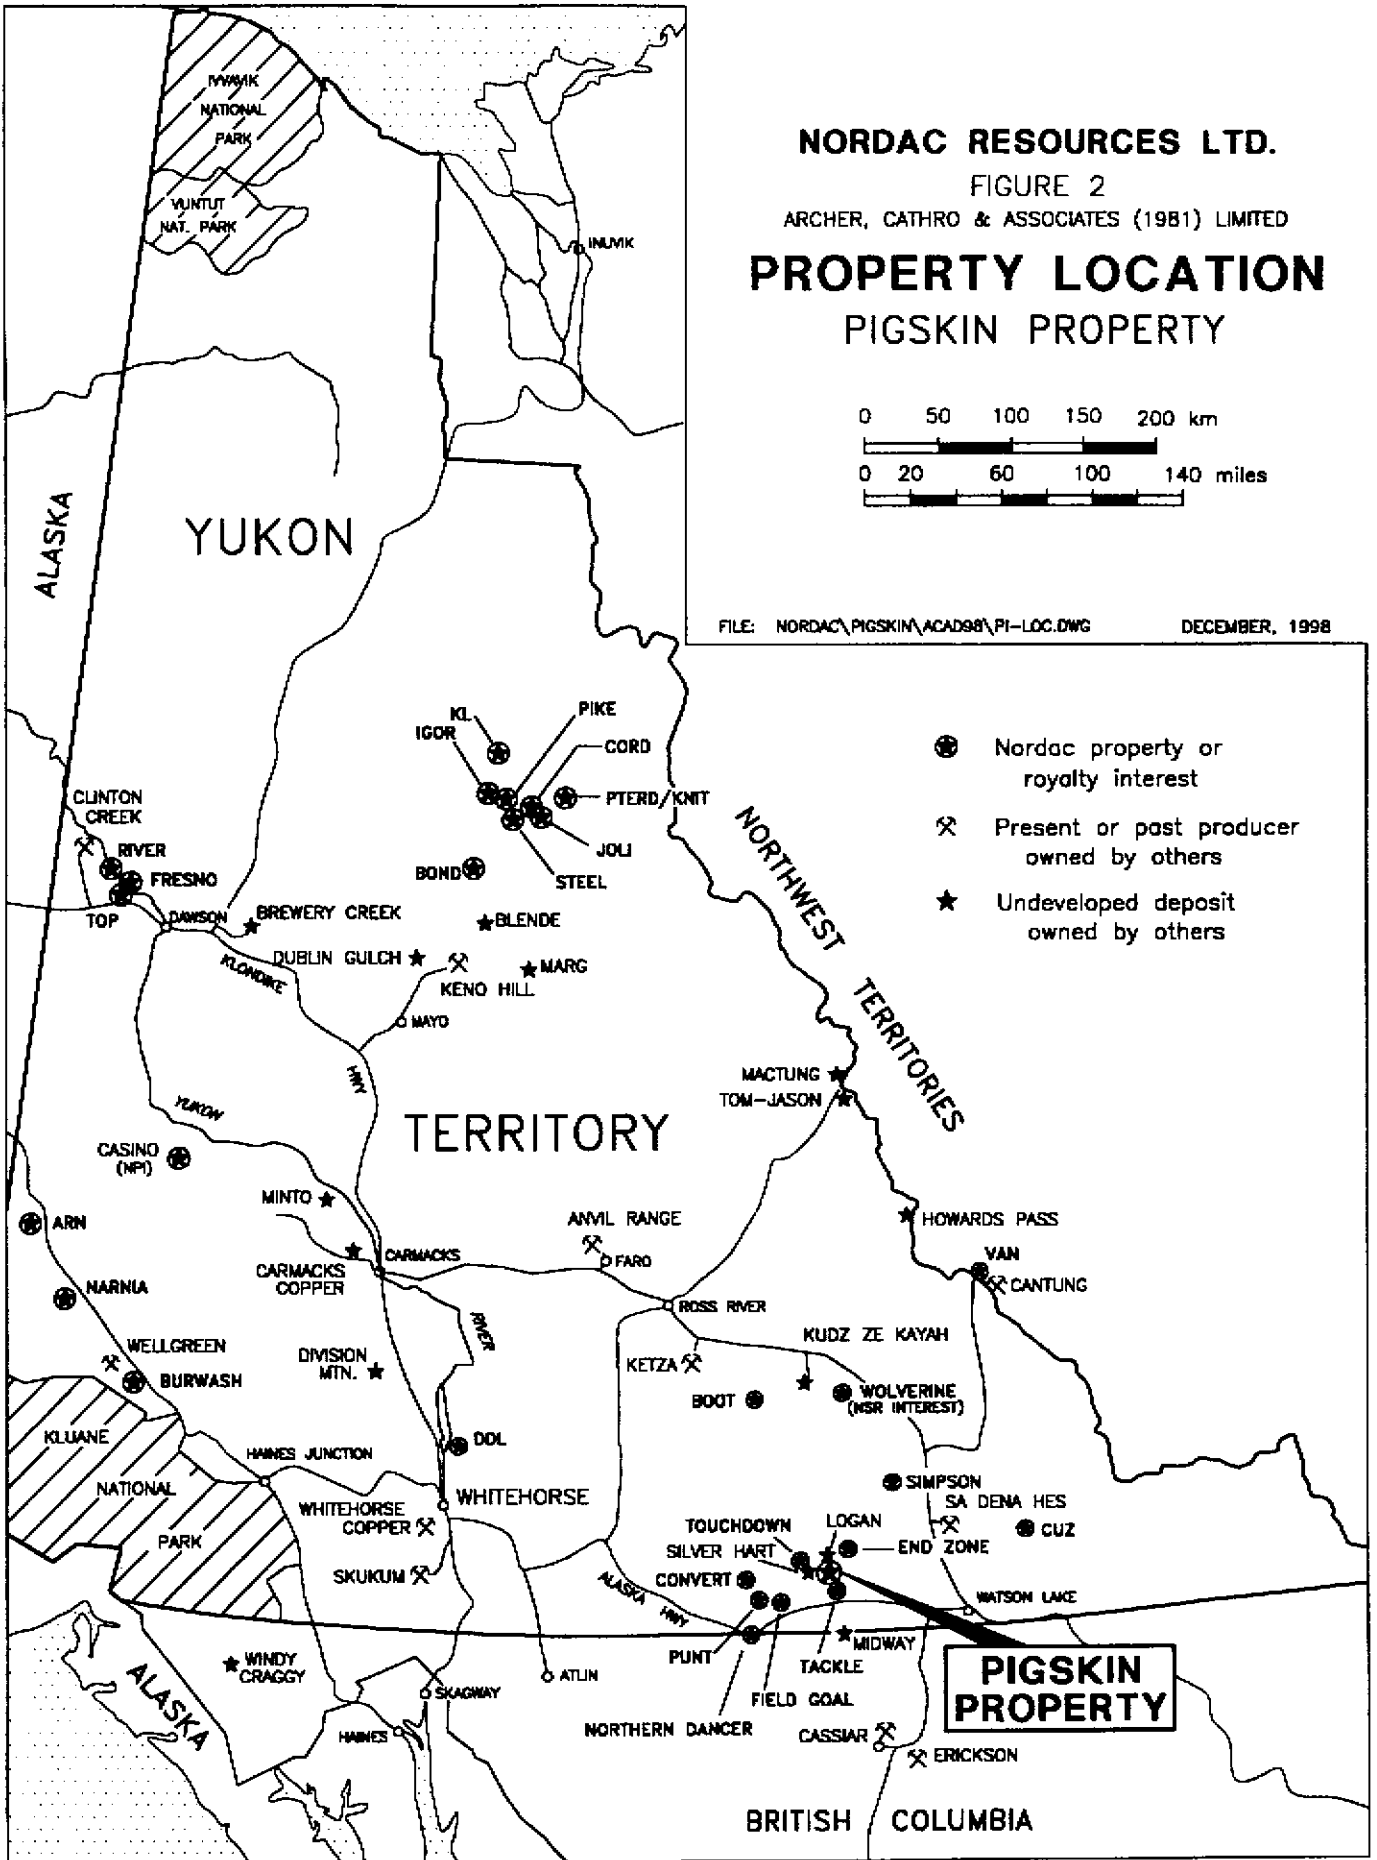 NORDAC RESOURCES LTD.
FIGURE 2
ARCHER, CATHRO & ASSOCIATES (1981) LIMITED
PROPERTY LOCATION
PIGSKIN PROPERTY
0 50 100 150 200 km
0 20 60 100 140 miles
FILE: NORDAC\PIGSKIN\ACAD98\PI-LOC.DWG
DECEMBER, 1998
Nordac property or
royalty interest
Present or past producer
owned by others
Undeveloped deposit
owned by others
IVVAVIK
NATIONAL
PARK
VUNTUT
NAT. PARK
INUVIK
ALASKA
YUKON
KL
IGOR
PIKE
CORD
PTERD/KNIT
JOLI
STEEL
BOND
CLINTON
CREEK
RIVER
FRESNO
TOP
DAWSON
BREWERY CREEK
BLENDE
DUBLIN GULCH
KENO HILL
MARG
KLONDIKE
HWY
MAYO
NORTHWEST
TERRITORIES
MACTUNG
TOM-JASON
YUKON
TERRITORY
CASINO
(NPI)
MINTO
ARN
ANVIL RANGE
FARO
HOWARDS PASS
VAN
CANTUNG
CARMACKS
CARMACKS
COPPER
NARNIA
RIVER
ROSS RIVER
KUDZ ZE KAYAH
WELLGREEN
DIVISION
MTN.
KETZA
BURWASH
BOOT
WOLVERINE
(NSR INTEREST)
KLUANE
NATIONAL
PARK
HAINES JUNCTION
DDL
WHITEHORSE
SIMPSON
SA DENA HES
CUZ
WHITEHORSE
COPPER
TOUCHDOWN
LOGAN
END ZONE
SILVER HART
SKUKUM
CONVERT
ALASKA
HWY
WATSON LAKE
PUNT
MIDWAY
TACKLE
PIGSKIN
PROPERTY
WINDY
CRAGGY
ALASKA
ATLIN
SKAGWAY
FIELD GOAL
HAINES
NORTHERN DANCER
CASSIAR
ERICKSON
BRITISH COLUMBIA